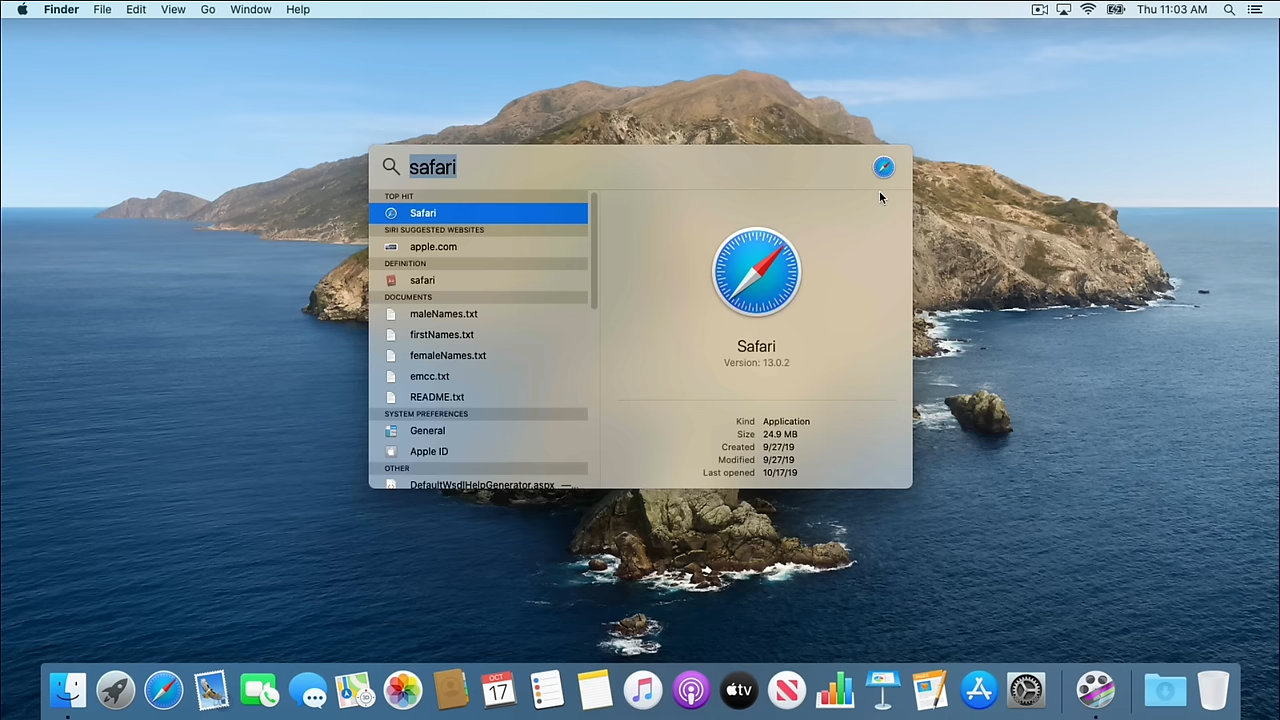 Finder File Edit View Go Window Help Thu 11:03 AM
safari
TOP HIT
Safari
SIRI SUGGESTED WEBSITES
apple.com
DEFINITION
safari
DOCUMENTS
maleNames.txt
firstNames.txt
femaleNames.txt
emcc.txt
README.txt
SYSTEM PREFERENCES
General
Apple ID
OTHER
DefaultWsdlHelpGenerator.aspx —...
Safari
Version: 13.0.2
Kind Application
Size 24.9 MB
Created 9/27/19
Modified 9/27/19
Last opened 10/17/19
OCT
17
tv